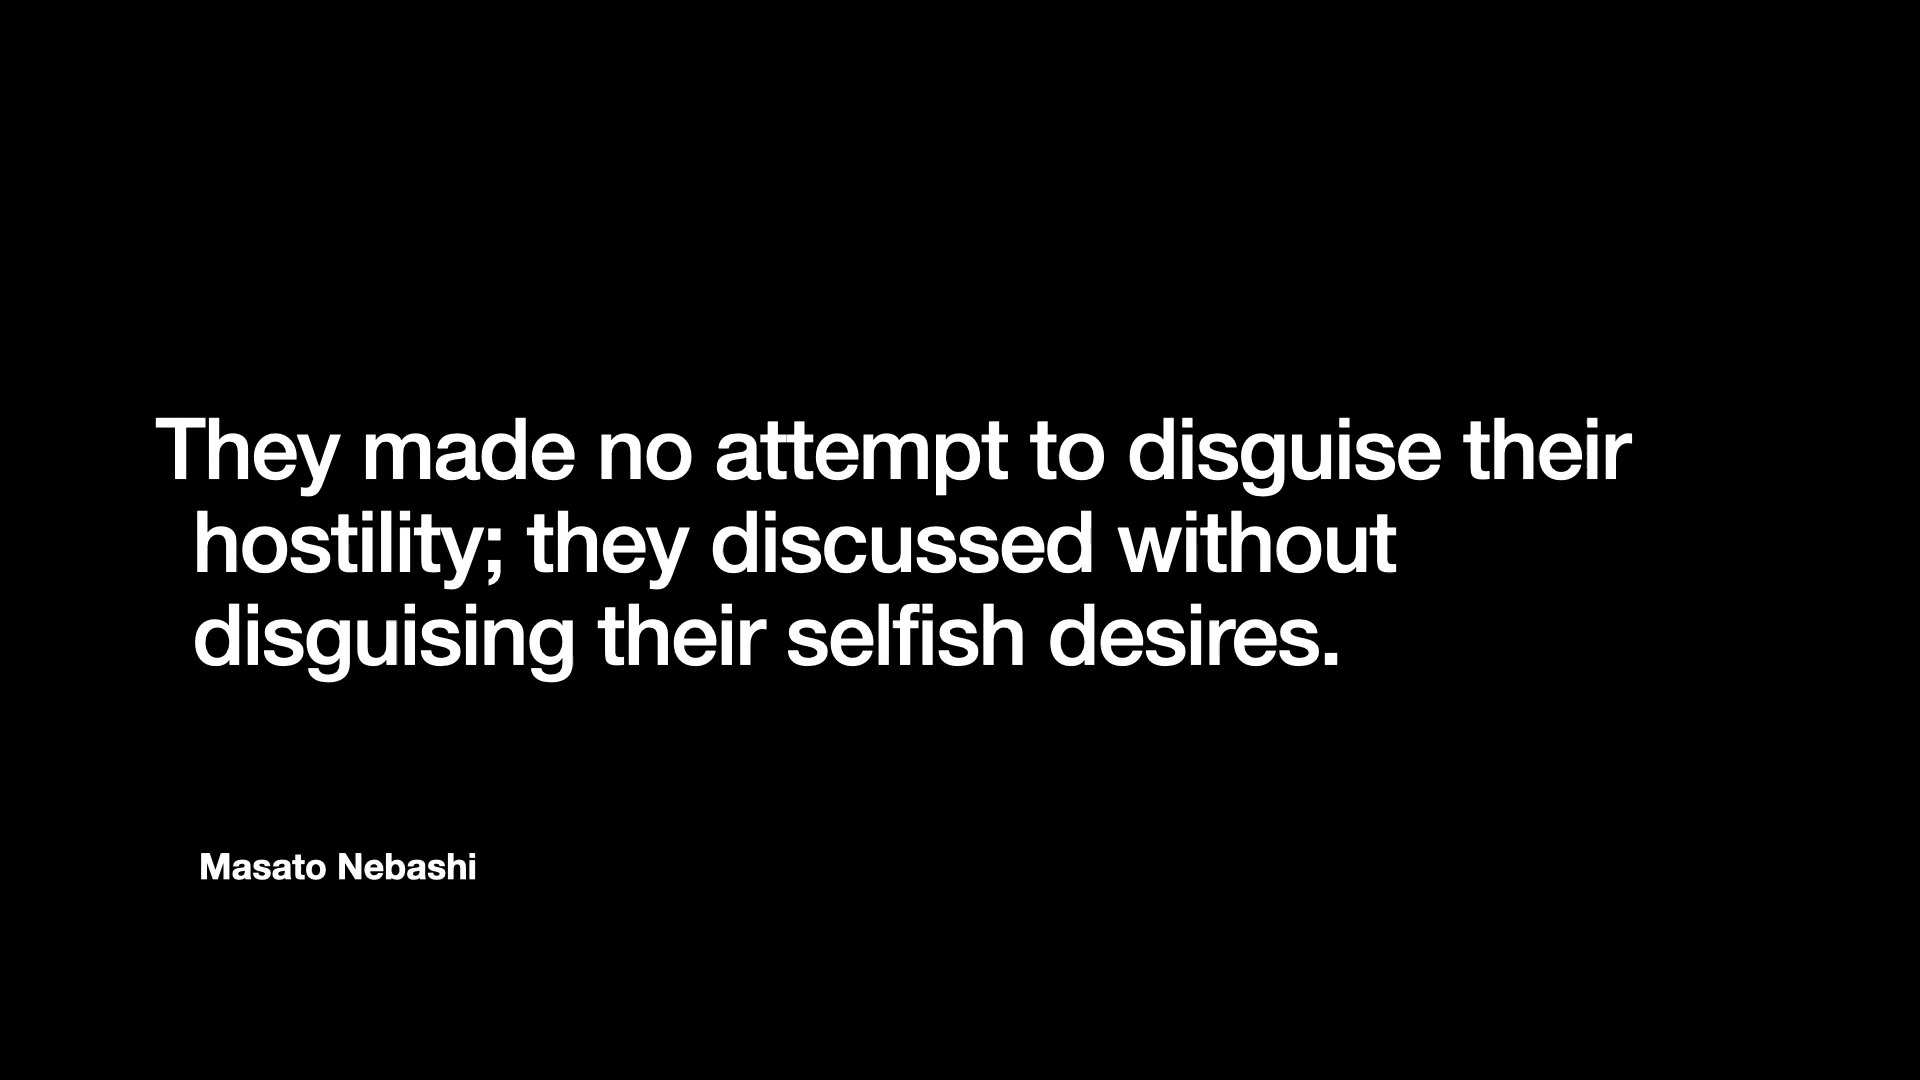 They made no attempt to disguise their
hostility; they discussed without
disguising their selfish desires.
Masato Nebashi